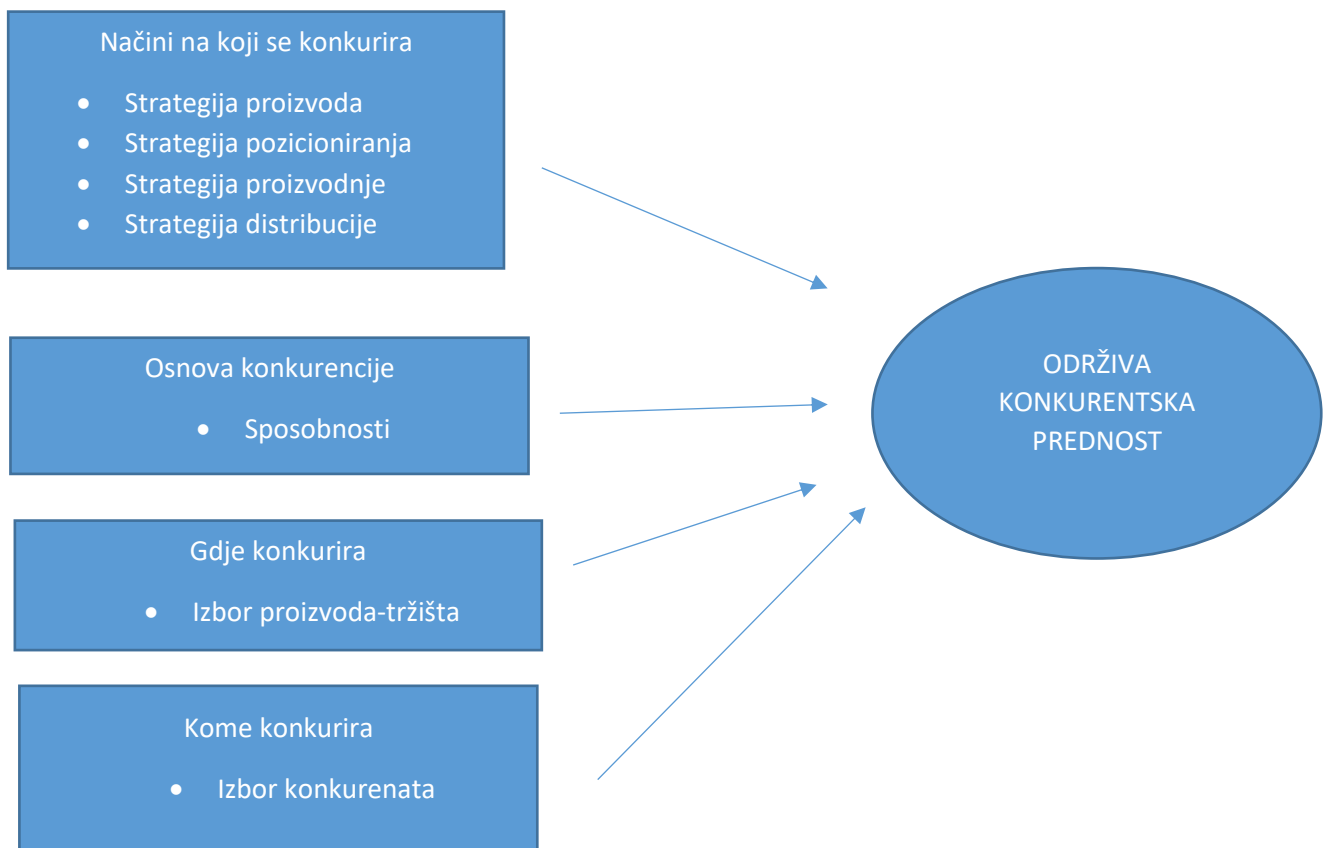 Načini na koji se konkurira
• Strategija proizvoda
• Strategija pozicioniranja
• Strategija proizvodnje
• Strategija distribucije
Osnova konkurencije
• Sposobnosti
Gdje konkurira
• Izbor proizvoda-tržišta
Kome konkurira
• Izbor konkurenata
ODRŽIVA
KONKURENTSKA
PREDNOST